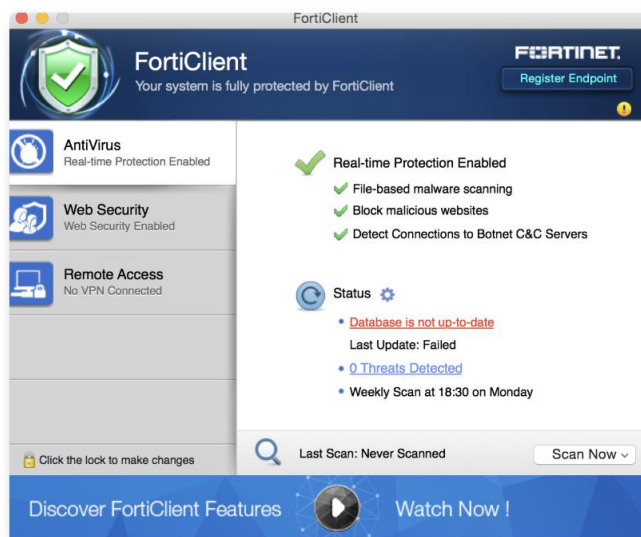 FortiClient
FortiClient
Your system is fully protected by FortiClient
FORTINET.
Register Endpoint
AntiVirus
Real-time Protection Enabled
Web Security
Web Security Enabled
Remote Access
No VPN Connected
Click the lock to make changes
Real-time Protection Enabled
File-based malware scanning
Block malicious websites
Detect Connections to Botnet C&C Servers
Status
Database is not up-to-date
Last Update: Failed
0 Threats Detected
Weekly Scan at 18:30 on Monday
Last Scan: Never Scanned
Scan Now
Discover FortiClient Features
Watch Now !